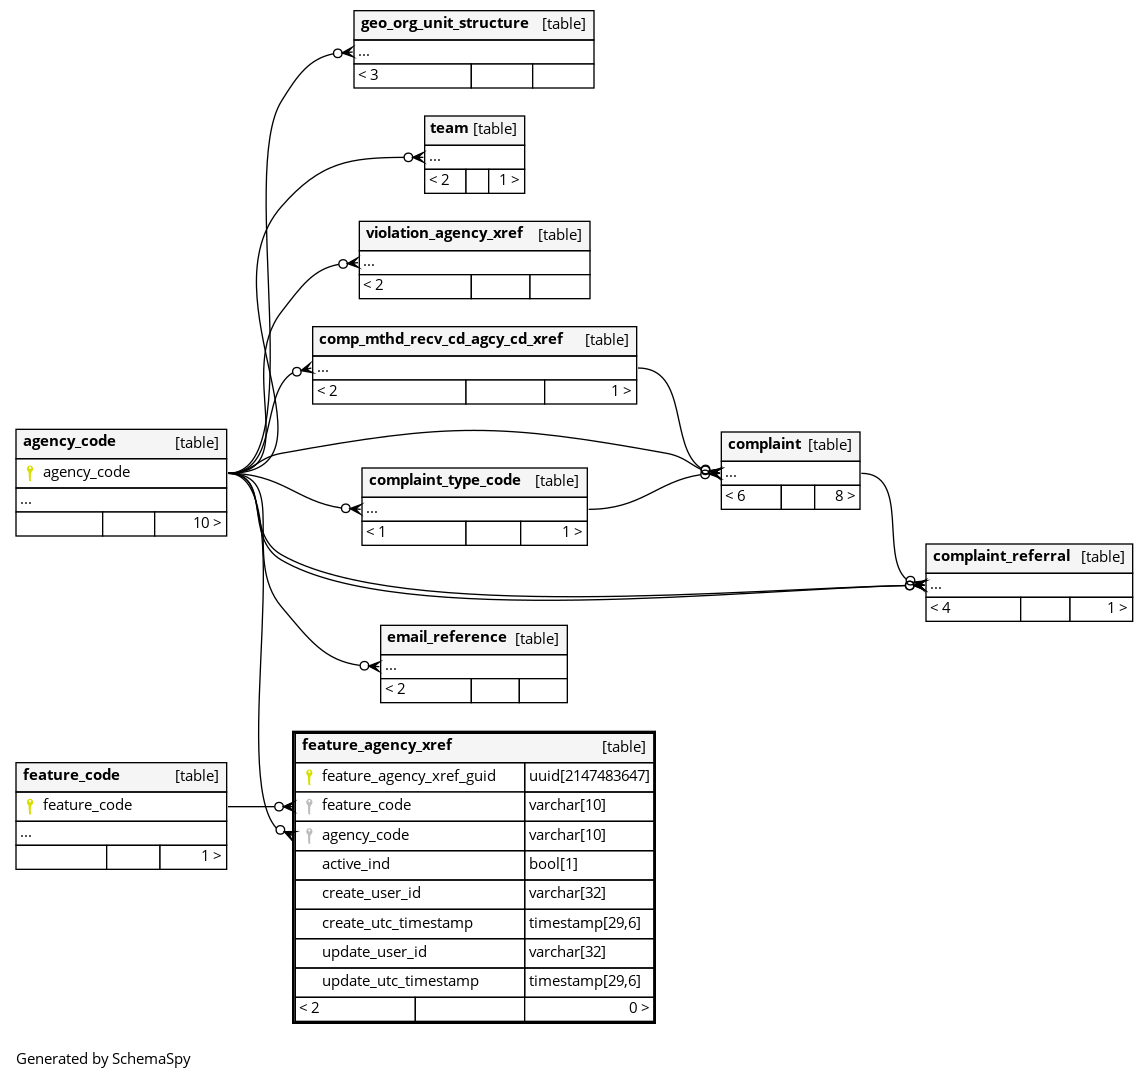 geo_org_unit_structure [table]
...
< 3
team [table]
...
< 2 1 >
violation_agency_xref [table]
...
< 2
comp_mthd_recv_cd_agcy_cd_xref [table]
...
< 2 1 >
agency_code [table]
agency_code
...
10 >
complaint [table]
...
< 6 8 >
complaint_type_code [table]
...
< 1 1 >
complaint_referral [table]
...
< 4 1 >
email_reference [table]
...
< 2
feature_code [table]
feature_code
...
1 >
feature_agency_xref [table]
feature_agency_xref_guid uuid[2147483647]
feature_code varchar[10]
agency_code varchar[10]
active_ind bool[1]
create_user_id varchar[32]
create_utc_timestamp timestamp[29,6]
update_user_id varchar[32]
update_utc_timestamp timestamp[29,6]
< 2 0 >
Generated by SchemaSpy